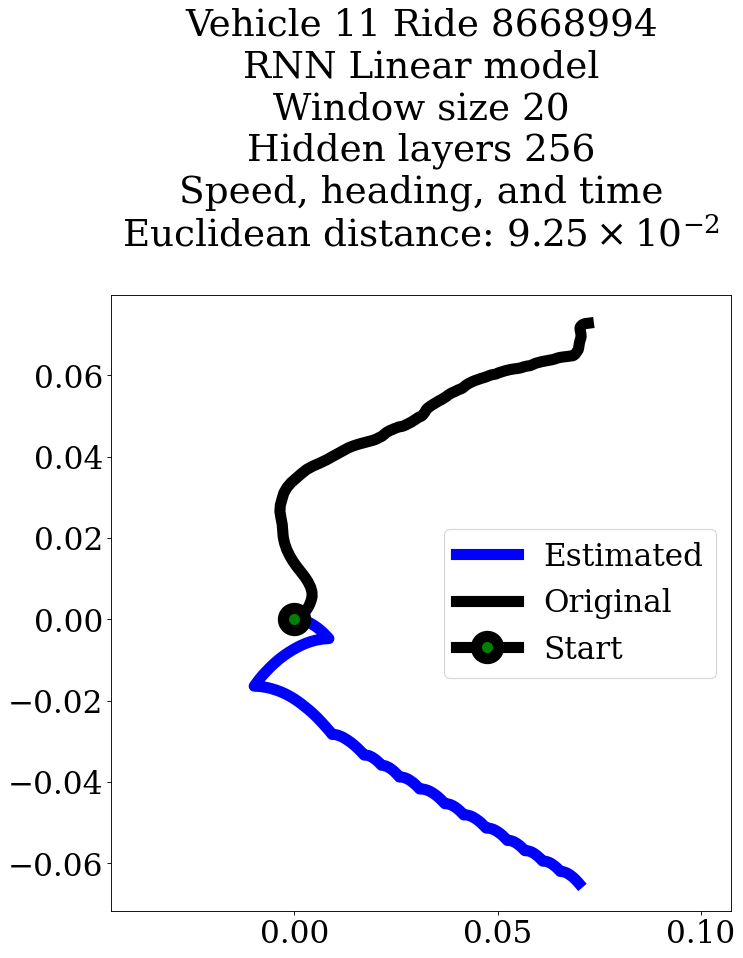 Vehicle 11 Ride 8668994
RNN Linear model
Window size 20
Hidden layers 256
Speed, heading, and time
Euclidean distance: 9.25 × 10⁻²
0.06
0.04
0.02
0.00
−0.02
−0.04
−0.06
Estimated
Original
Start
0.00 0.05 0.10